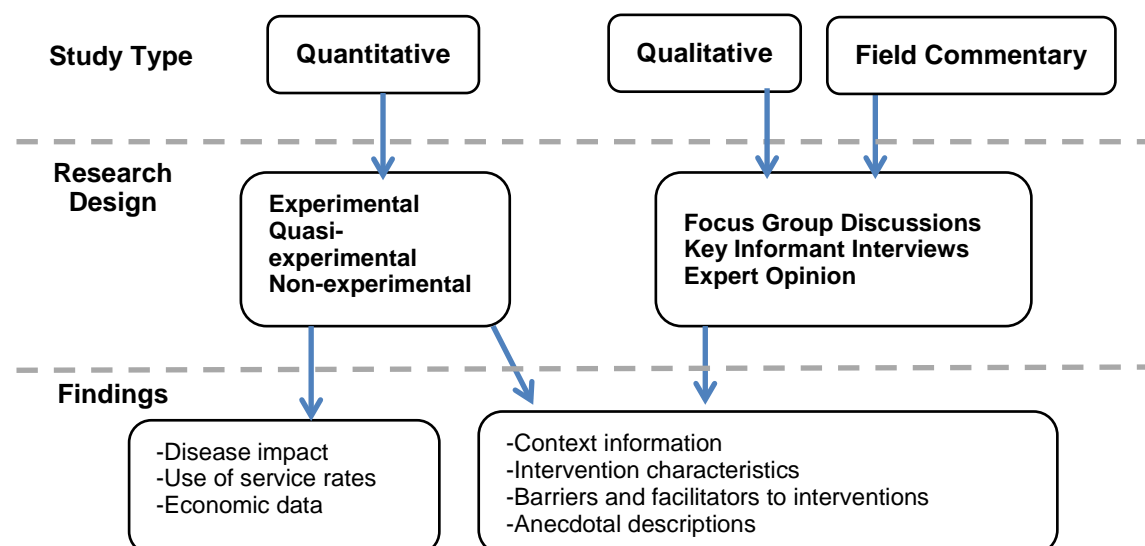 Study Type
Quantitative
Qualitative
Field Commentary
Research
Design
Experimental
Quasi-
experimental
Non-experimental
Focus Group Discussions
Key Informant Interviews
Expert Opinion
Findings
-Disease impact
-Use of service rates
-Economic data
-Context information
-Intervention characteristics
-Barriers and facilitators to interventions
-Anecdotal descriptions